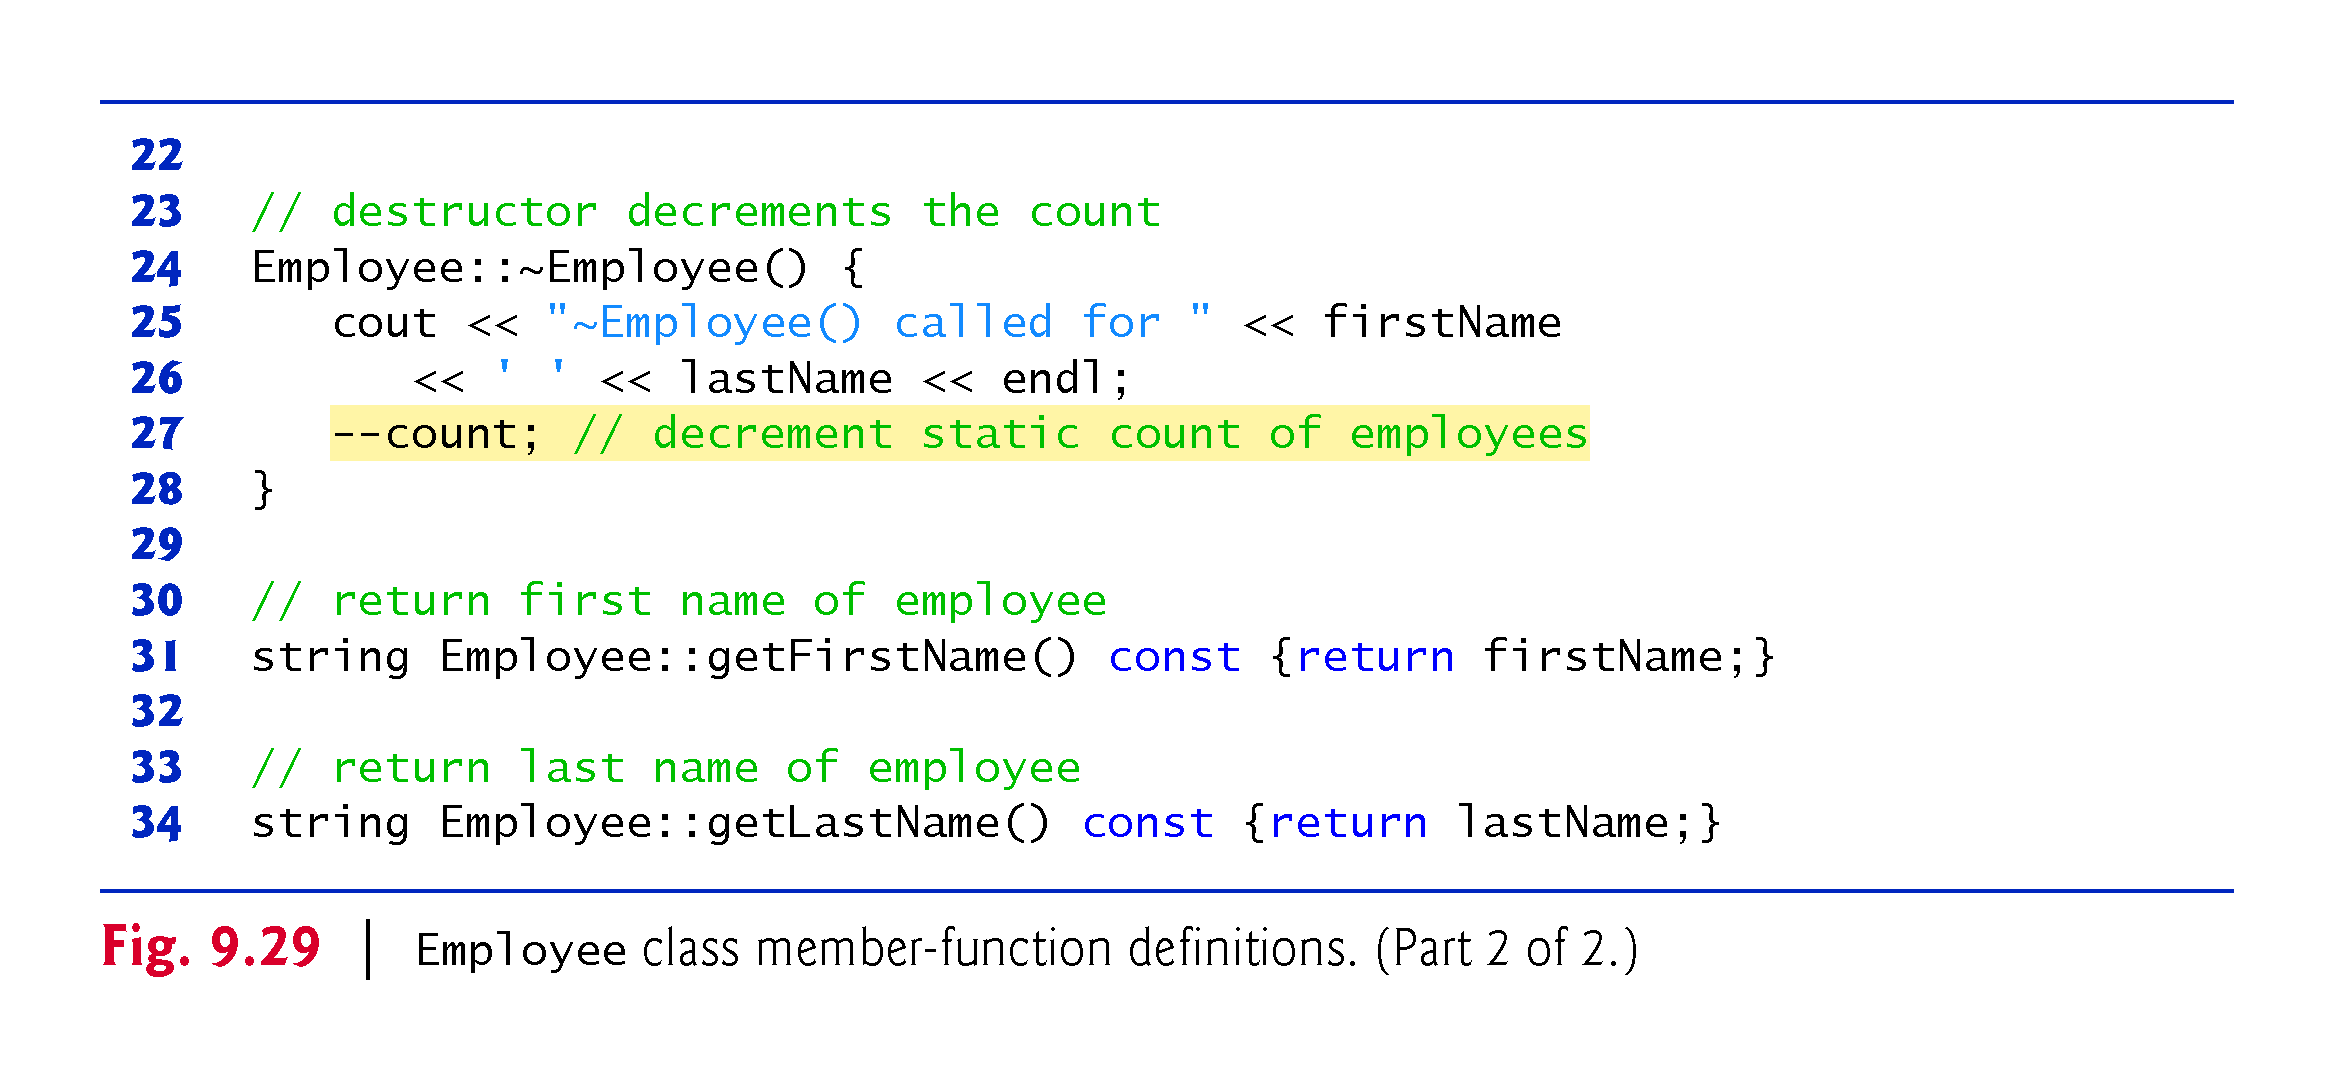 22
23 // destructor decrements the count
24 Employee::~Employee() {
25    cout << "~Employee() called for " << firstName
26       << ' ' << lastName << endl;
27    --count; // decrement static count of employees
28 }
29
30 // return first name of employee
31 string Employee::getFirstName() const {return firstName;}
32
33 // return last name of employee
34 string Employee::getLastName() const {return lastName;}
Fig. 9.29 | Employee class member-function definitions. (Part 2 of 2.)